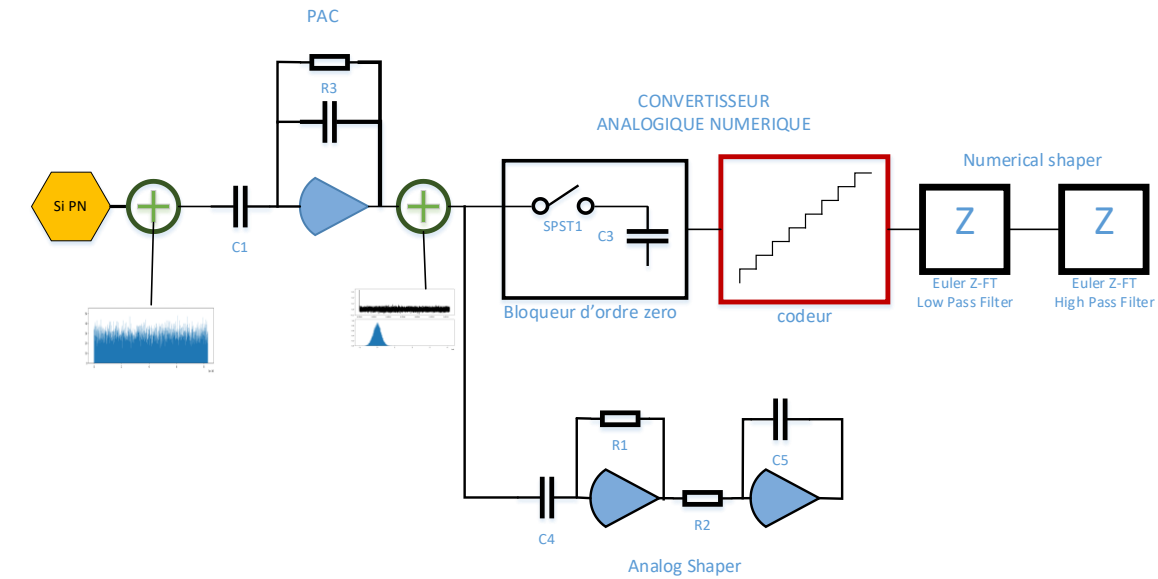 PAC
R3
CONVERTISSEUR
ANALOGIQUE NUMERIQUE
Numerical shaper
Si PN
C1
SPST1
C3
Z
Z
Euler Z-FT
Low Pass Filter
Euler Z-FT
High Pass Filter
Bloqueur d’ordre zero
codeur
R1
C5
C4
R2
Analog Shaper